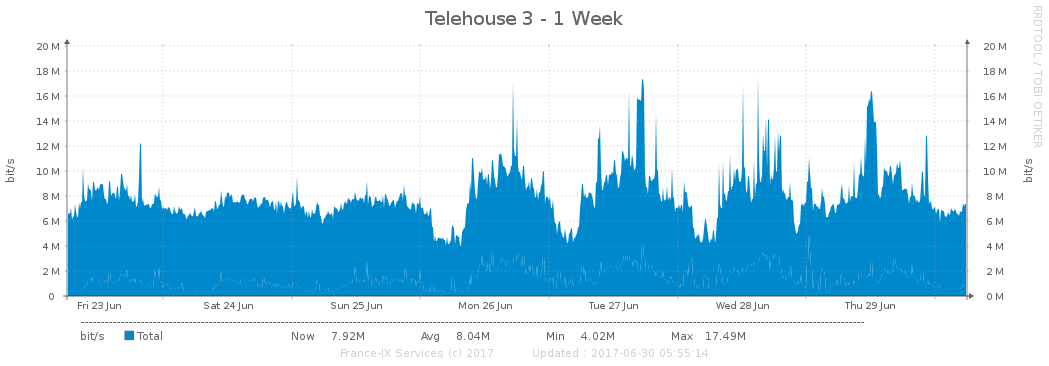 Telehouse 3 - 1 Week
RRDTOOL / TOBI OETIKER
20 M 20 M
18 M 18 M
16 M 16 M
14 M 14 M
12 M 12 M
10 M 10 M
8 M 8 M
6 M 6 M
4 M 4 M
2 M 2 M
0 0 M
bit/s bit/s
Fri 23 Jun Sat 24 Jun Sun 25 Jun Mon 26 Jun Tue 27 Jun Wed 28 Jun Thu 29 Jun
bit/s Total Now 7.92M Avg 8.04M Min 4.02M Max 17.49M
France-IX Services (c) 2017 Updated : 2017-06-30 05:55:14